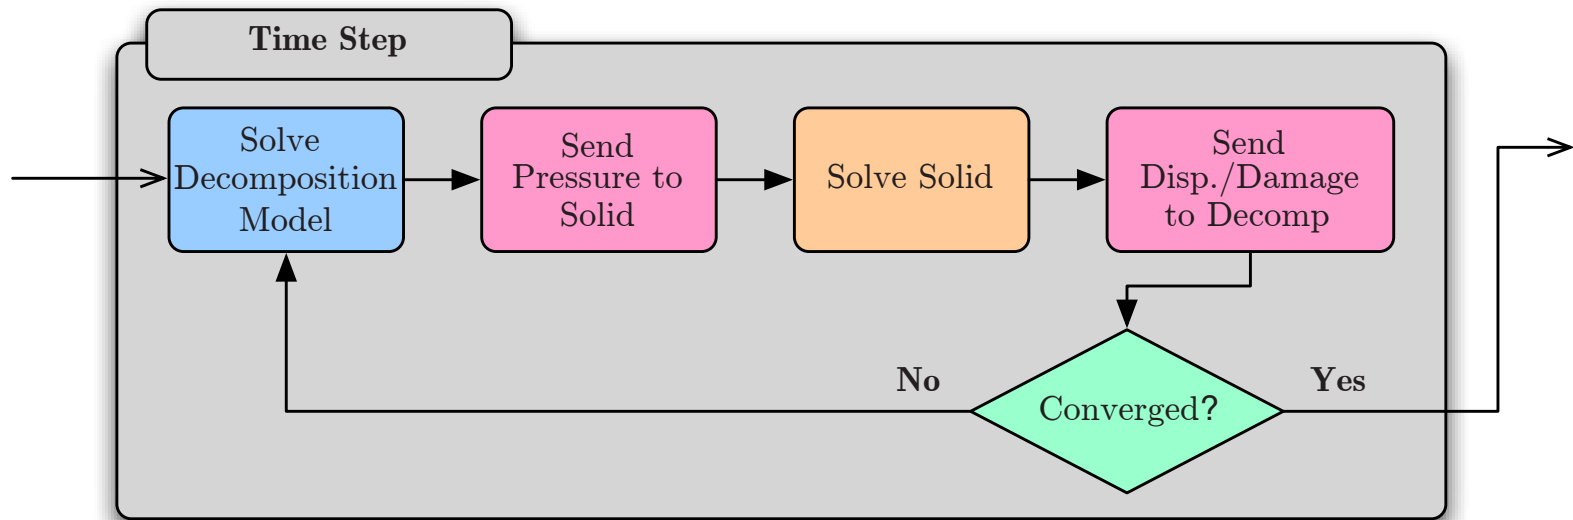 Time Step
Solve
Decomposition
Model
Send
Pressure to
Solid
Solve Solid
Send
Disp./Damage
to Decomp
No
Yes
Converged?